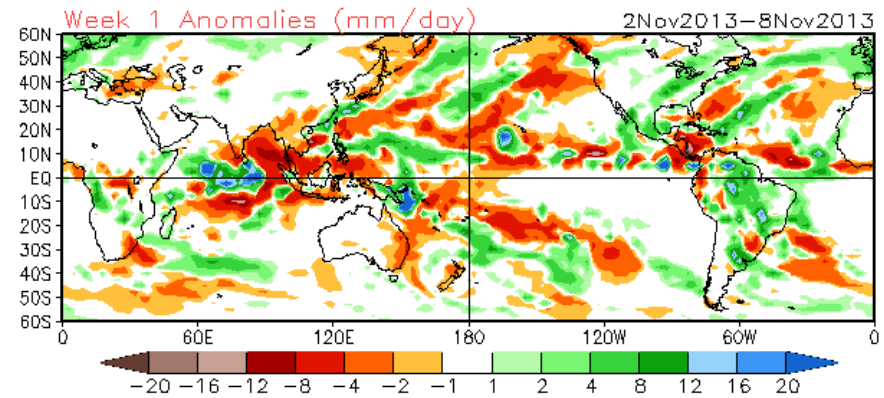 Week 1 Anomalies (mm/day) 2Nov2013–8Nov2013
60N
50N
40N
30N
20N
10N
EQ
10S
20S
30S
40S
50S
60S
0 60E 120E 180 120W 60W 0
−20 −16 −12 −8 −4 −2 −1 1 2 4 8 12 16 20